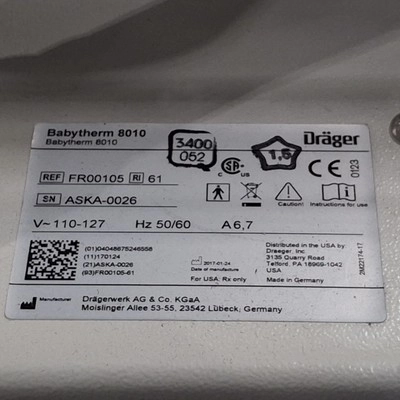 Babytherm 8010
Babytherm 8010
3400
052
Dräger
1,5
REF FR00105 RI 61
SN ASKA-0026
C US
CE 0123
Caution! Instructions for use
V~ 110-127 Hz 50/60 A 6,7
(01)04048675246558
(11)170124
(21)ASKA-0026
(93)FR00105-61
2017-01-24
Date of manufacture
For USA: Rx only
Distributed in the USA by:
Draeger, Inc.
3135 Quarry Road
Telford, PA 18969-1042
USA
Manufacturer
Drägerwerk AG & Co. KGaA
Moislinger Allee 53-55, 23542 Lübeck, Germany